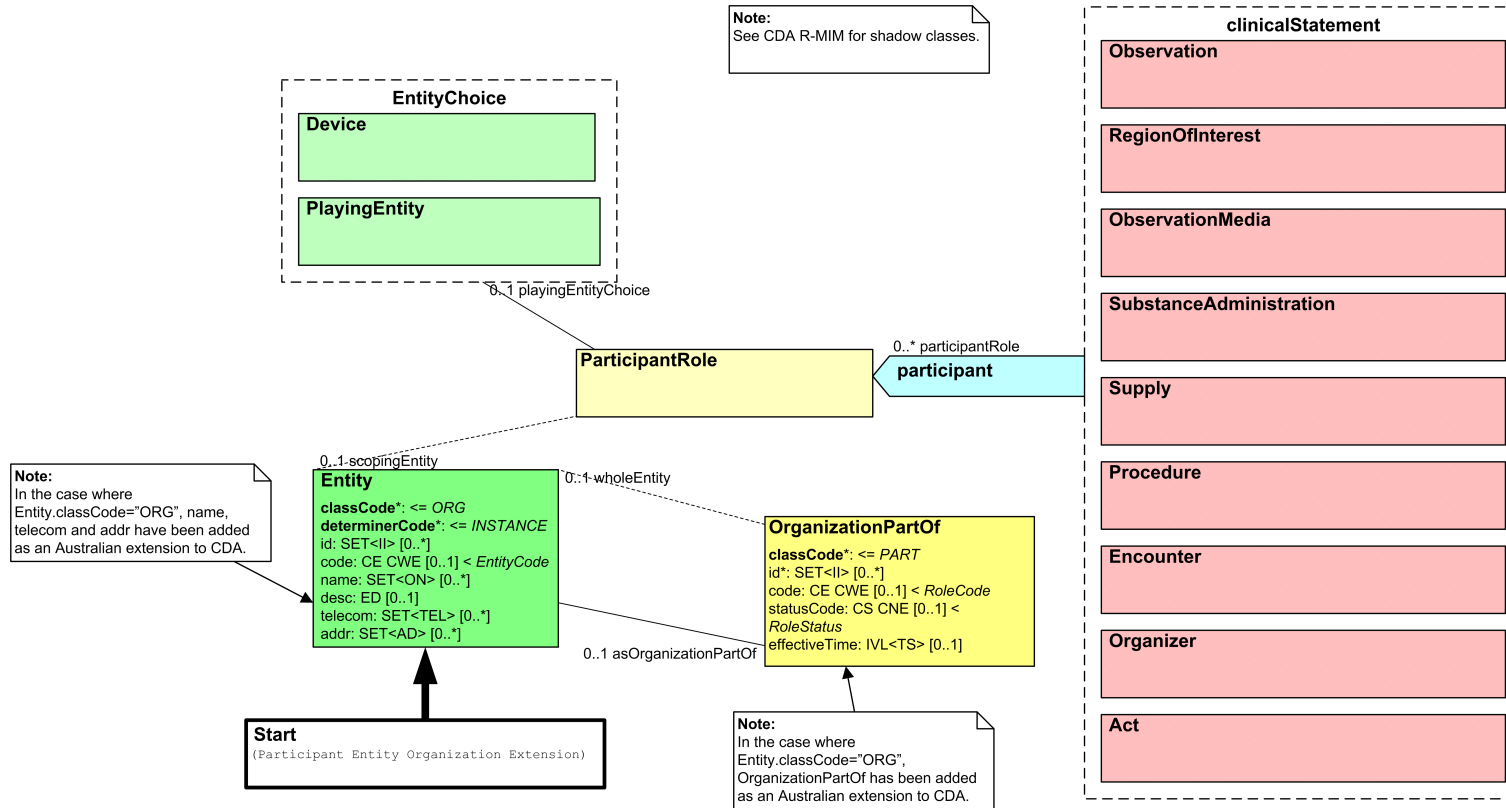 Note:
See CDA R-MIM for shadow classes.
clinicalStatement
Observation
RegionOfInterest
ObservationMedia
SubstanceAdministration
Supply
Procedure
Encounter
Organizer
Act
EntityChoice
Device
PlayingEntity
0..1 playingEntityChoice
ParticipantRole
0..* participantRole
participant
0..1 scopingEntity
Note:
In the case where
Entity.classCode=”ORG”, name,
telecom and addr have been added
as an Australian extension to CDA.
Entity
classCode*: <= ORG
determinerCode*: <= INSTANCE
id: SET<II> [0..*]
code: CE CWE [0..1] < EntityCode
name: SET<ON> [0..*]
desc: ED [0..1]
telecom: SET<TEL> [0..*]
addr: SET<AD> [0..*]
0..1 wholeEntity
OrganizationPartOf
classCode*: <= PART
id*: SET<II> [0..*]
code: CE CWE [0..1] < RoleCode
statusCode: CS CNE [0..1] <
RoleStatus
effectiveTime: IVL<TS> [0..1]
0..1 asOrganizationPartOf
Start
(Participant Entity Organization Extension)
Note:
In the case where
Entity.classCode=”ORG”,
OrganizationPartOf has been added
as an Australian extension to CDA.